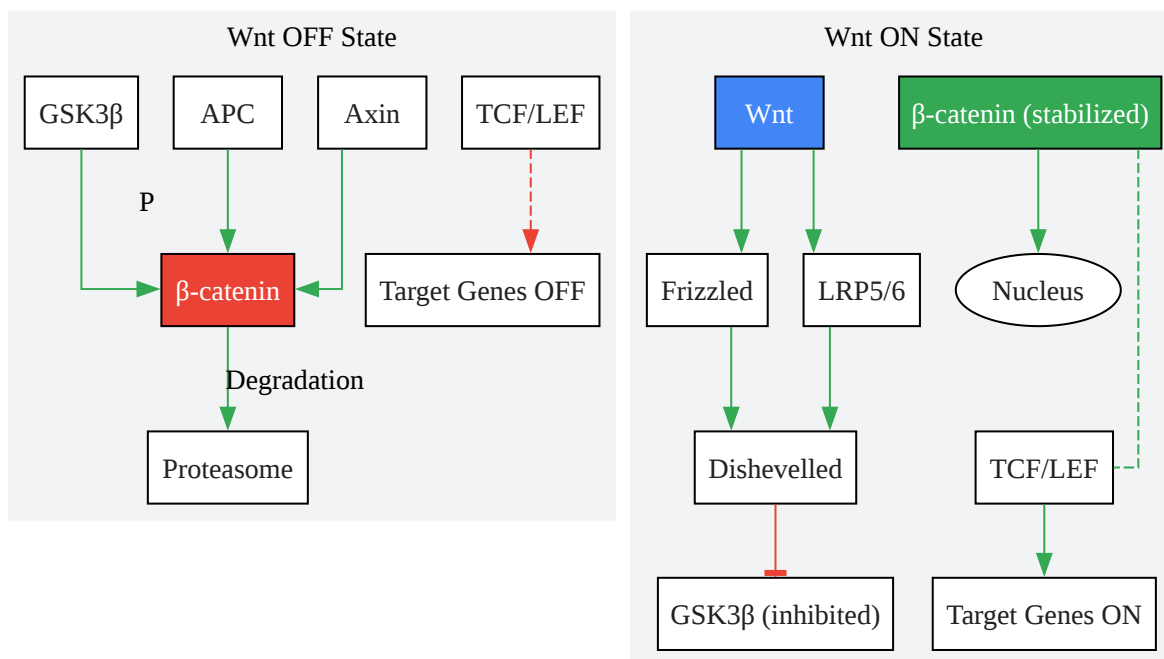 Wnt OFF State
GSK3β
APC
Axin
TCF/LEF
P
β-catenin
Target Genes OFF
Degradation
Proteasome
Wnt ON State
Wnt
β-catenin (stabilized)
Frizzled
LRP5/6
Nucleus
Dishevelled
TCF/LEF
GSK3β (inhibited)
Target Genes ON